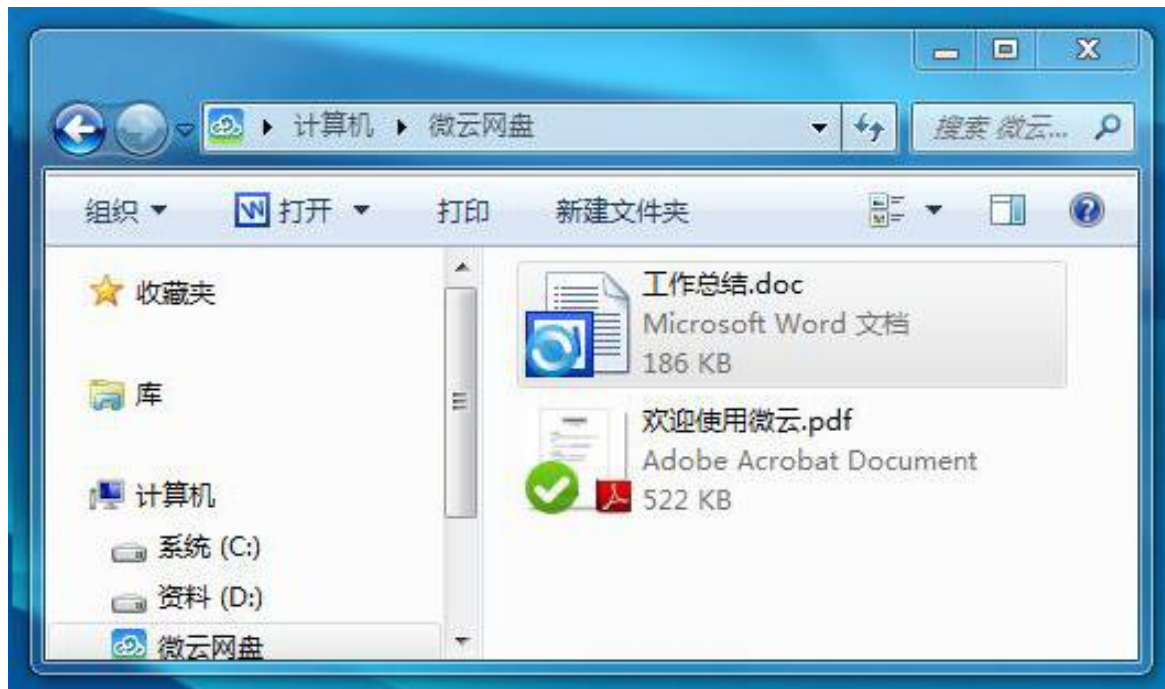 计算机 微云网盘 搜索 微云...
组织 打开 打印 新建文件夹
收藏夹
库
计算机
系统 (C:)
资料 (D:)
微云网盘
工作总结.doc
Microsoft Word 文档
186 KB
欢迎使用微云.pdf
Adobe Acrobat Document
522 KB